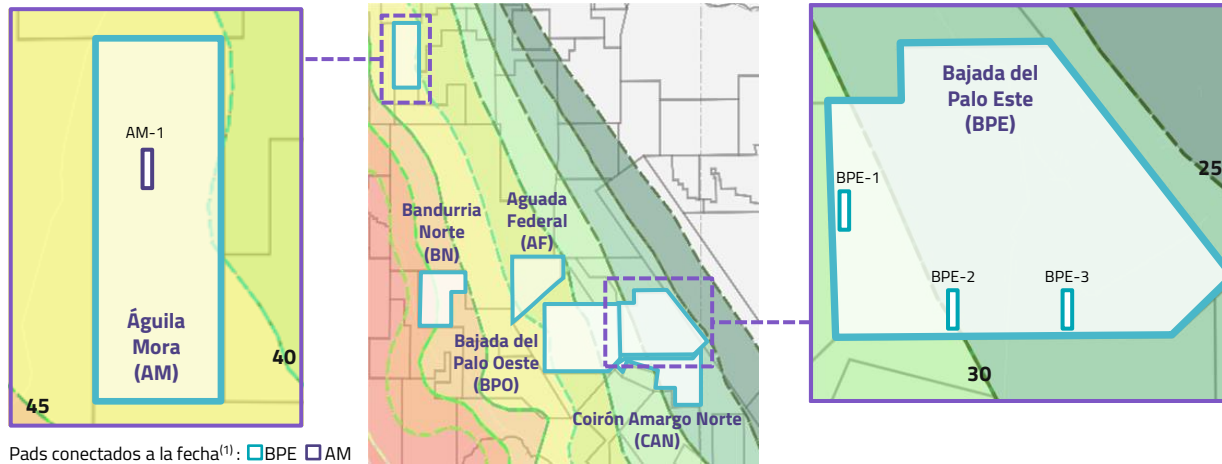 AM-1
Águila
Mora
(AM)
40
45
Pads conectados a la fecha(1) : BPE AM
Bandurria
Norte
(BN)
Aguada
Federal
(AF)
Bajada del
Palo Oeste
(BPO)
Coirón Amargo Norte
(CAN)
Bajada del
Palo Este
(BPE)
25
BPE-1
BPE-2
BPE-3
30